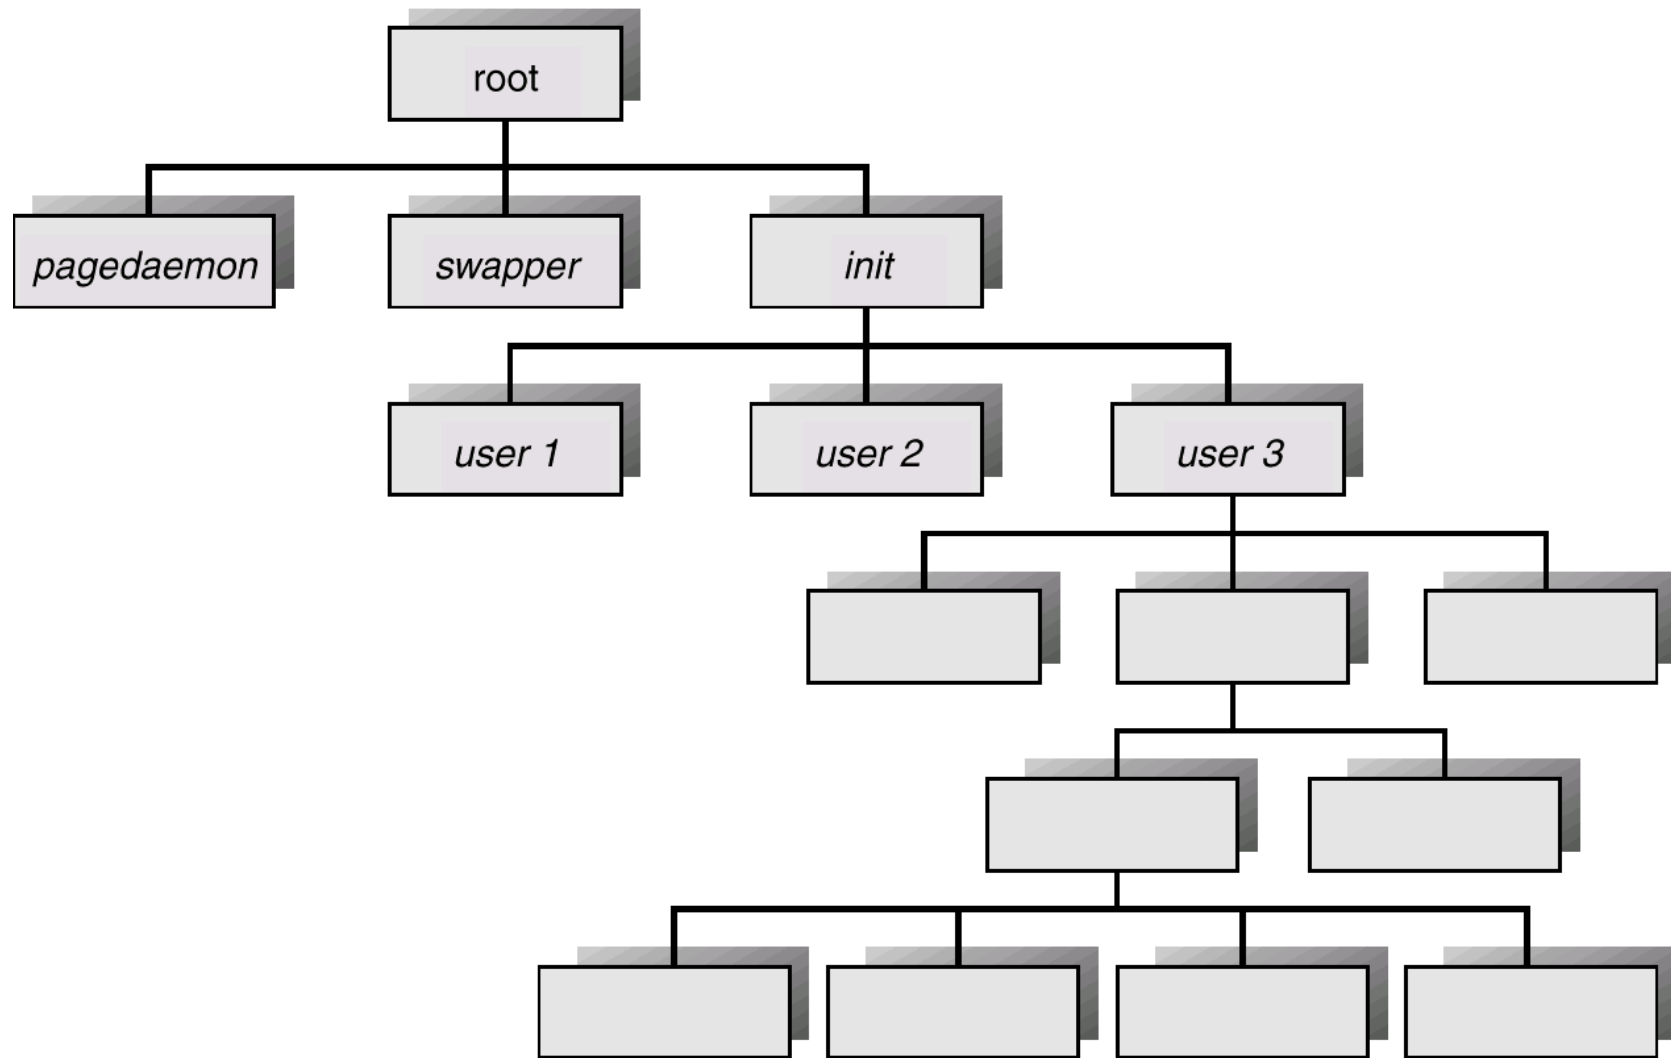 root
pagedaemon
swapper
init
user 1
user 2
user 3